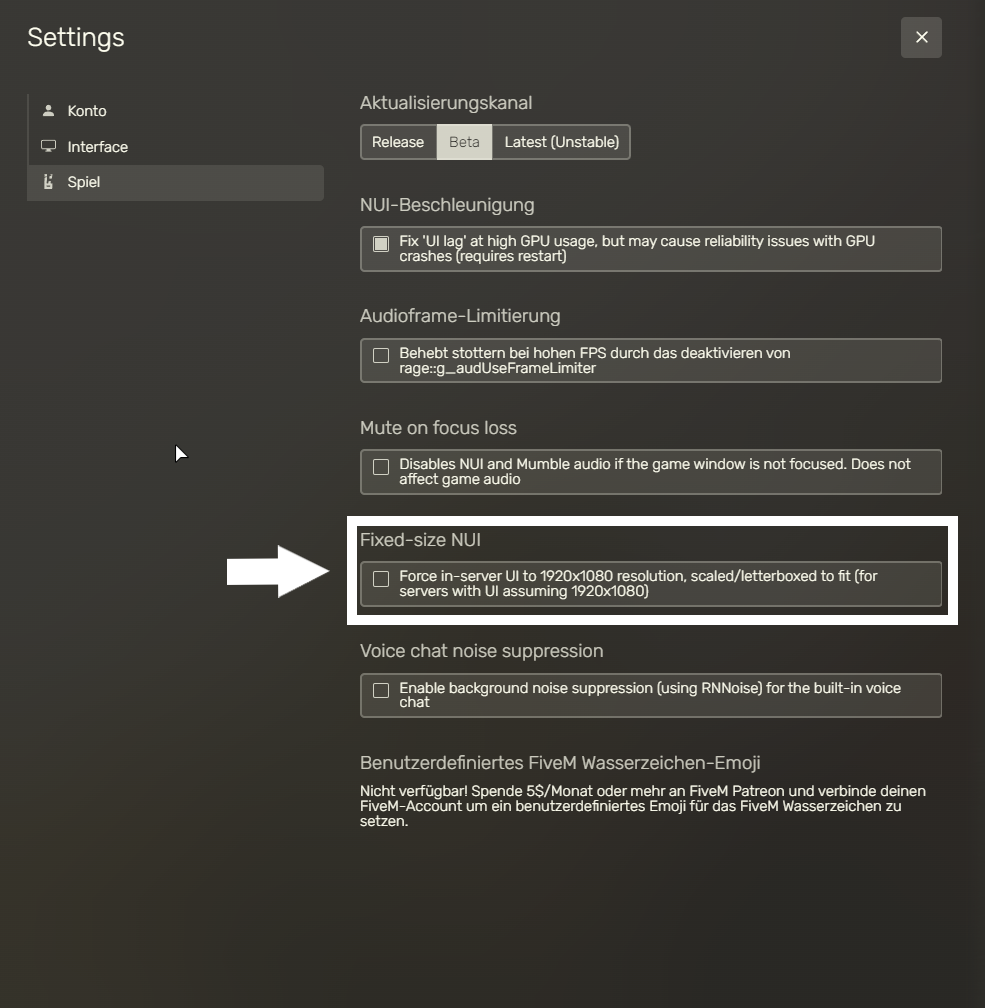 Settings
Konto
Interface
Spiel
Aktualisierungskanal
Release
Beta
Latest (Unstable)
NUI-Beschleunigung
Fix 'UI lag' at high GPU usage, but may cause reliability issues with GPU
crashes (requires restart)
Audioframe-Limitierung
Behebt stottern bei hohen FPS durch das deaktivieren von
rage::g_audUseFrameLimiter
Mute on focus loss
Disables NUI and Mumble audio if the game window is not focused. Does not
affect game audio
Fixed-size NUI
Force in-server UI to 1920x1080 resolution, scaled/letterboxed to fit (for
servers with UI assuming 1920x1080)
Voice chat noise suppression
Enable background noise suppression (using RNNoise) for the built-in voice
chat
Benutzerdefiniertes FiveM Wasserzeichen-Emoji
Nicht verfügbar! Spende 5$/Monat oder mehr an FiveM Patreon und verbinde deinen
FiveM-Account um ein benutzerdefiniertes Emoji für das FiveM Wasserzeichen zu
setzen.